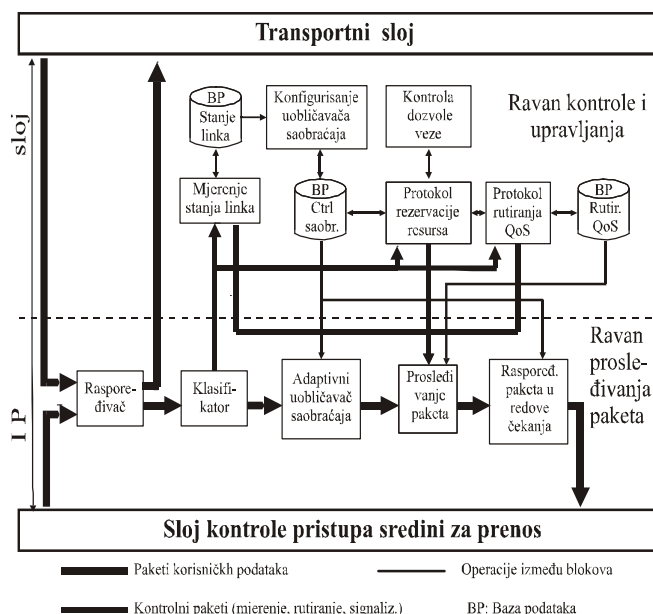 Transportni sloj
IP sloj
BP
Stanje
linka
Konfigurisanje
uobličavača
saobraćaja
Kontrola
dozvole
veze
Ravan kontrole i
upravljanja
Mjerenje
stanja linka
BP
Ctrl
saobr.
Protokol
rezervacije
resursa
Protokol
rutiranja
QoS
BP
Rutir.
QoS
Ravan
prosle-
đivanja
paketa
Raspore-
đivač
Klasifi-
kator
Adaptivni
uobličavač
saobraćaja
Prosleđi
vanje
paketa
Raspoređ.
paketa u
redove
čekanja
Sloj kontrole pristupa sredini za prenos
Paketi korisničkih podataka
Operacije između blokova
Kontrolni paketi (mjerenje, rutiranje, signaliz.)
BP: Baza podataka